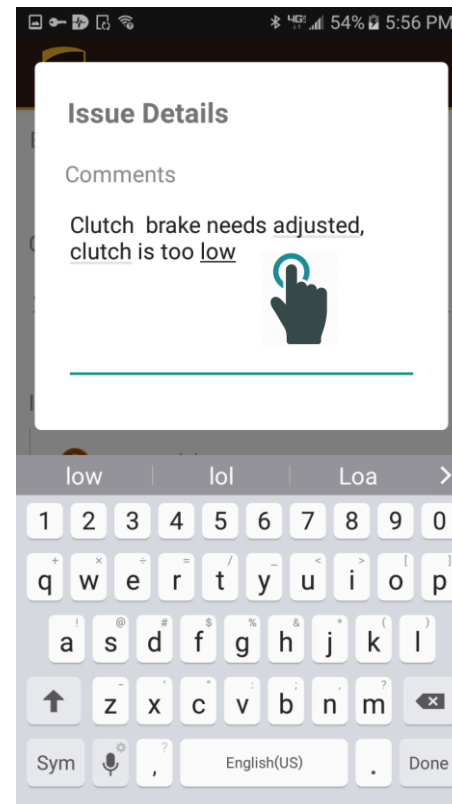 4G 54% 5:56 PM
Issue Details
Comments
Clutch  brake needs adjusted,
clutch is too low
low lol Loa >
1 2 3 4 5 6 7 8 9 0
+ × ÷ = / _ < > [ ]
q w e r t y u i o p
! @ # $ % ^ & * ( )
a s d f g h j k l
- ' " : ; , ?
z x c v b n m
Sym , ? English(US) . Done